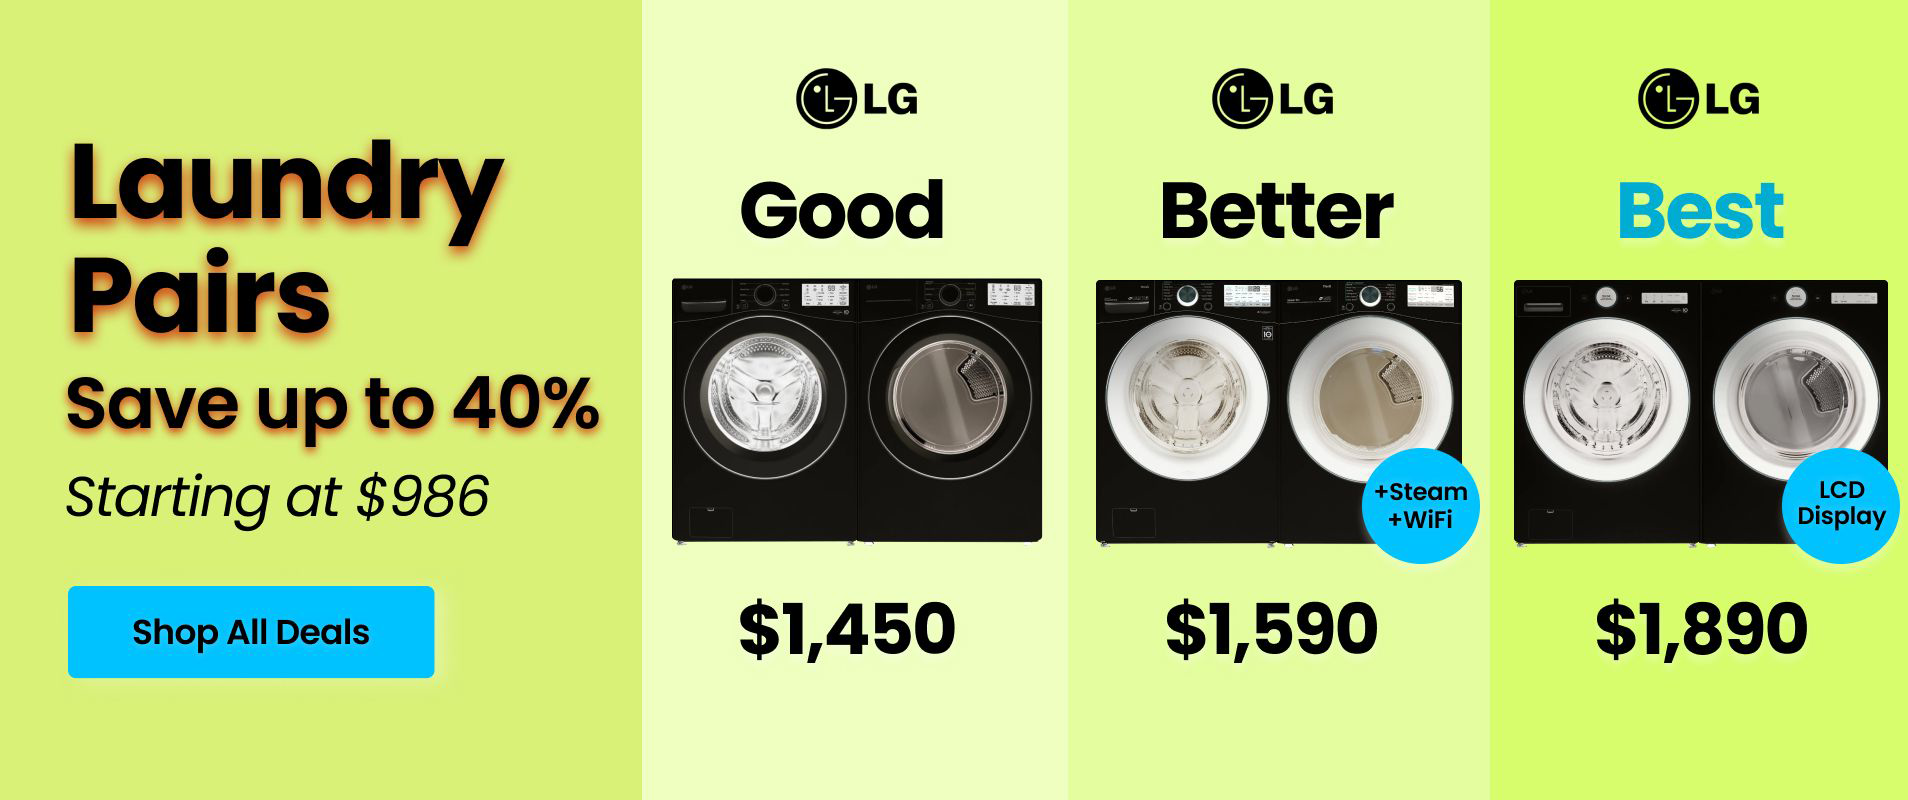 Laundry
Pairs
Save up to 40%
Starting at $986
Shop All Deals
LG
Good
$1,450
LG
Better
+Steam
+WiFi
$1,590
LG
Best
LCD
Display
$1,890